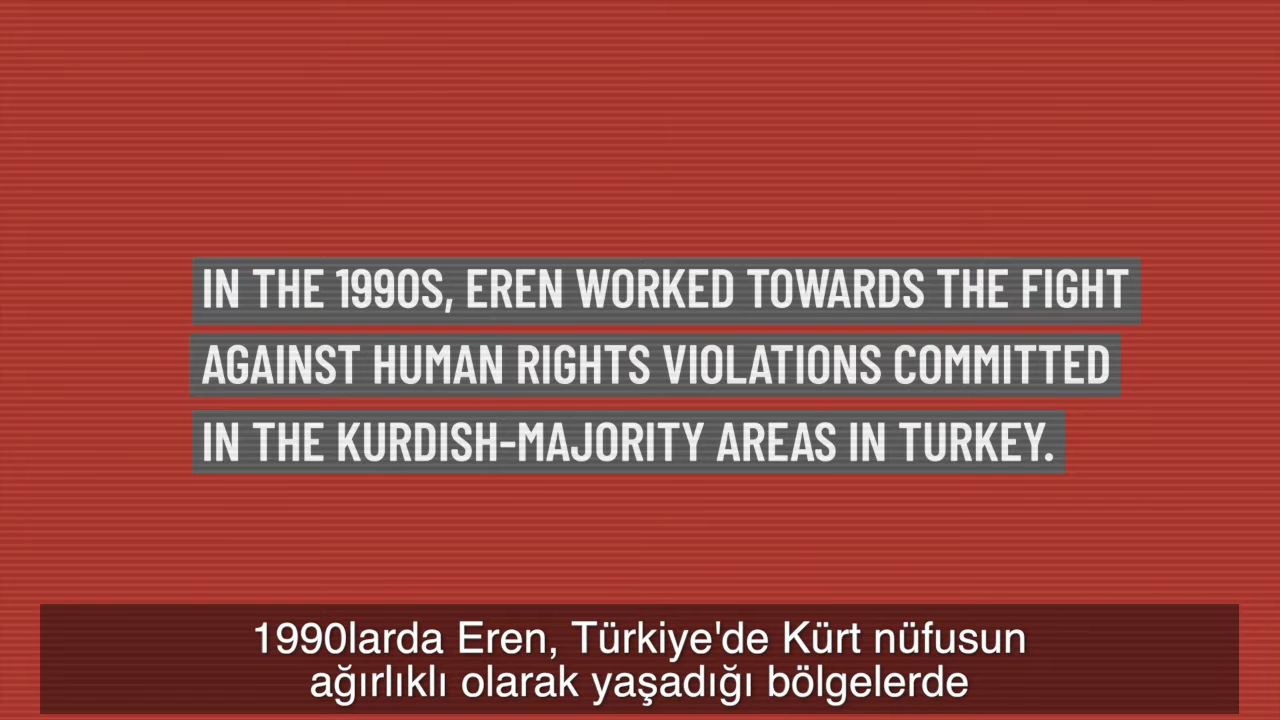 IN THE 1990S, EREN WORKED TOWARDS THE FIGHT
AGAINST HUMAN RIGHTS VIOLATIONS COMMITTED
IN THE KURDISH-MAJORITY AREAS IN TURKEY.
1990larda Eren, Türkiye'de Kürt nüfusun
ağırlıklı olarak yaşadığı bölgelerde